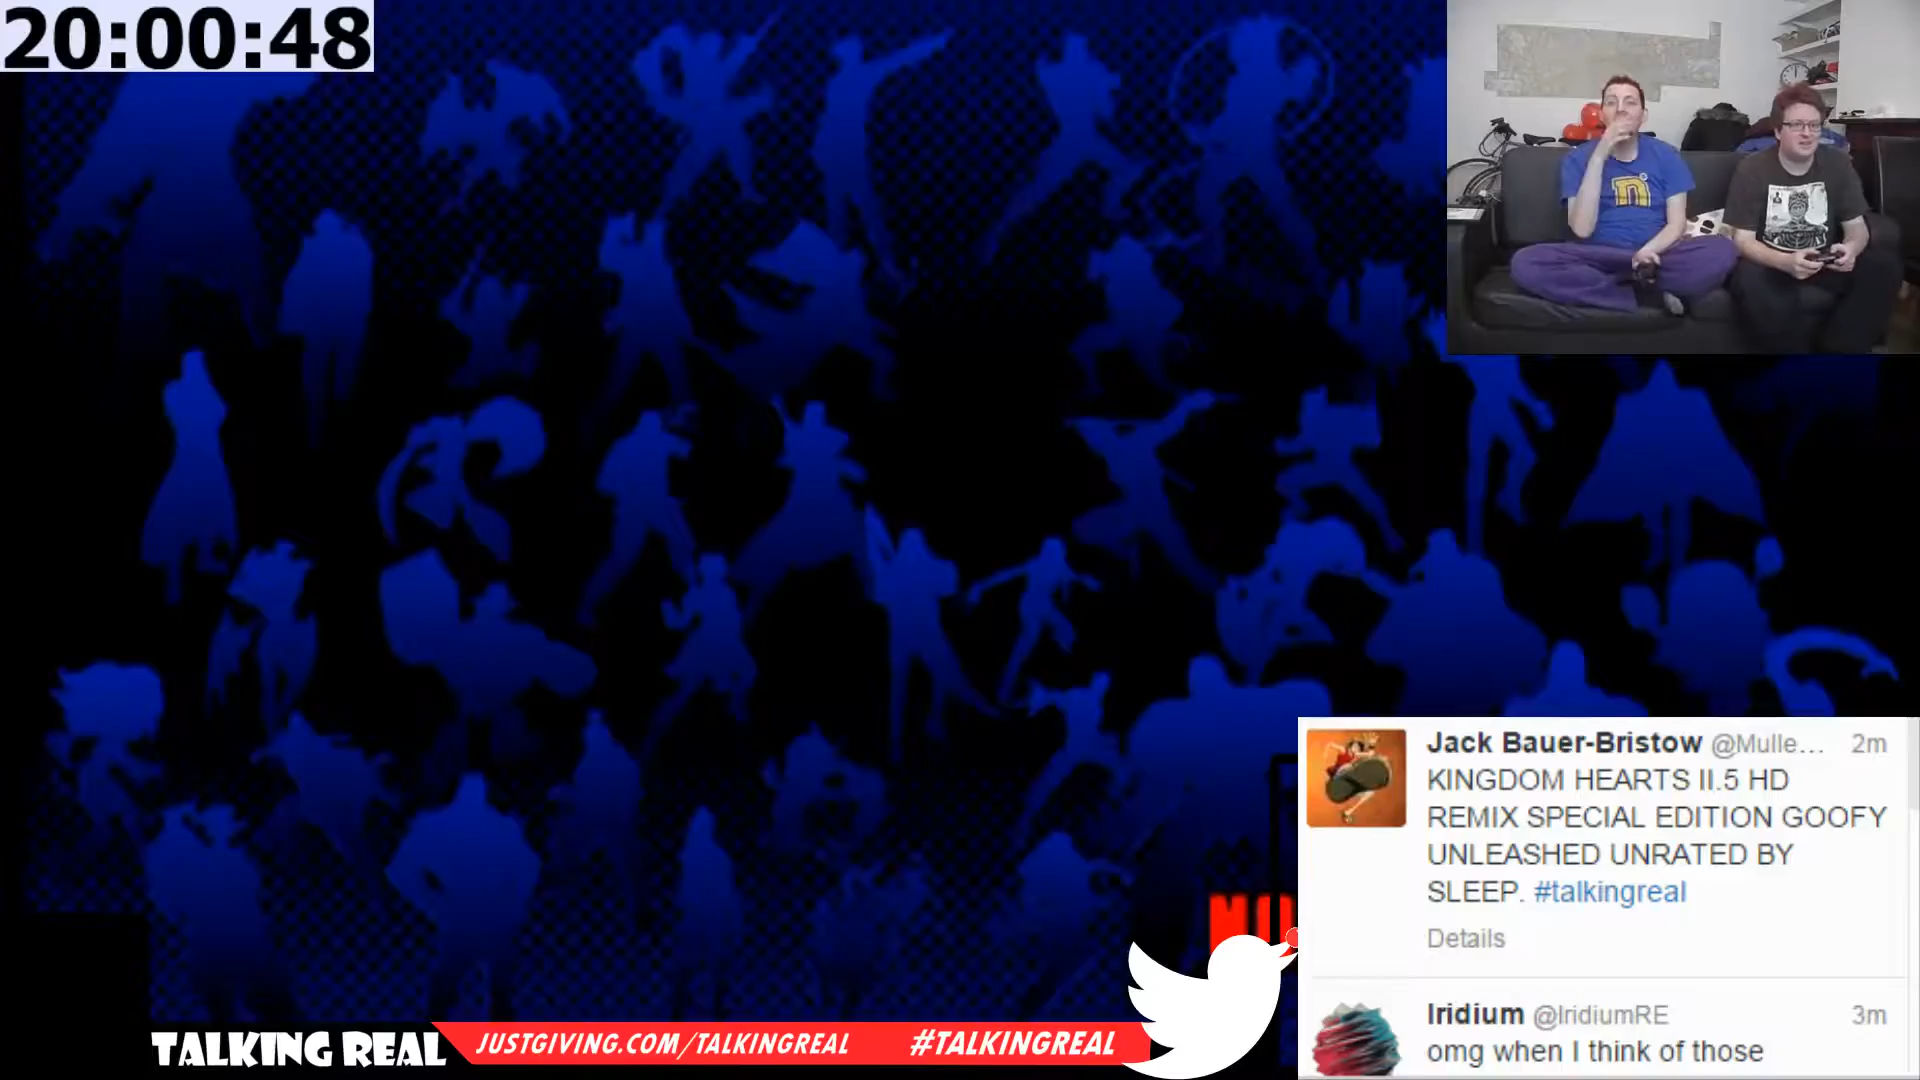 20:00:48
Jack Bauer-Bristow @Mulle... 2m
KINGDOM HEARTS II.5 HD
REMIX SPECIAL EDITION GOOFY
UNLEASHED UNRATED BY
SLEEP. #talkingreal
Details
Iridium @IridiumRE 3m
omg when I think of those
TALKING REAL
JUSTGIVING.COM/TALKINGREAL #TALKINGREAL